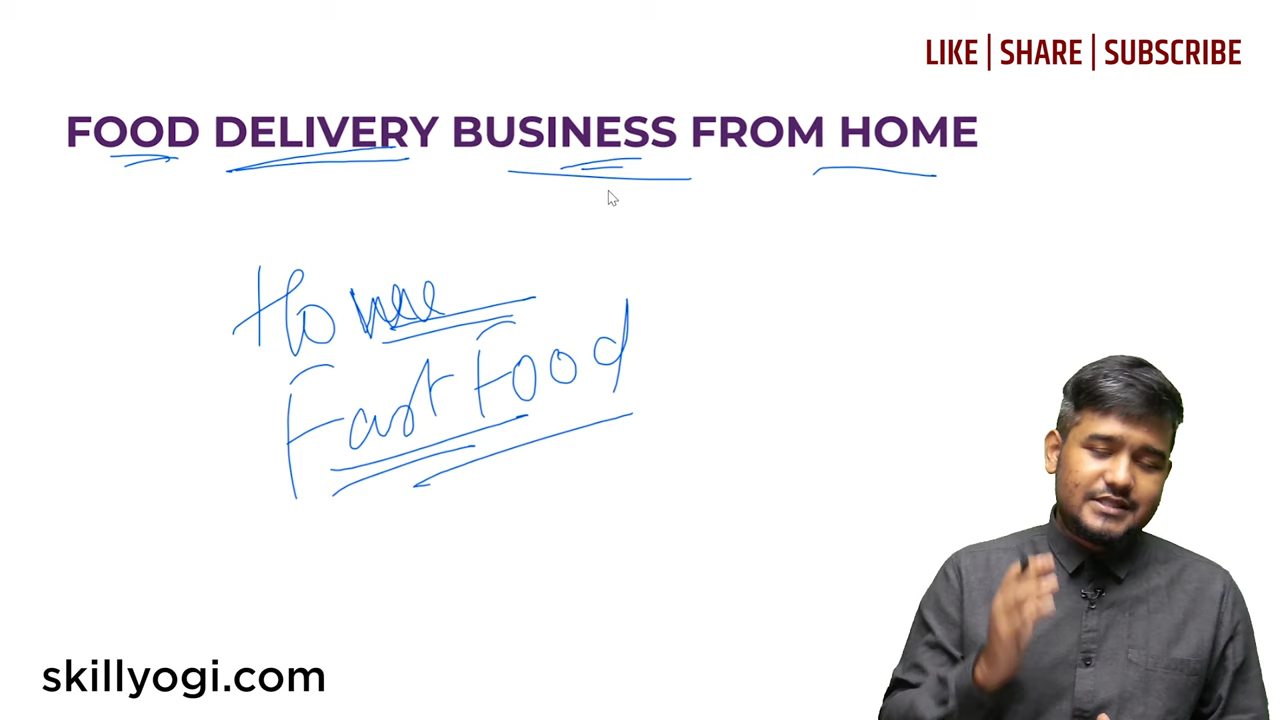 LIKE | SHARE | SUBSCRIBE
FOOD DELIVERY BUSINESS FROM HOME
Home
Fast Food
skillyogi.com